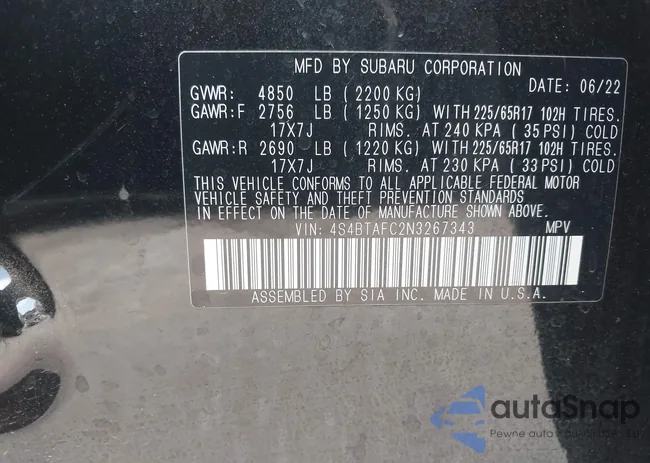 MFD BY SUBARU CORPORATION
DATE: 06/22
GVWR: 4850 LB (2200 KG)
GAWR:F 2756 LB (1250 KG) WITH 225/65R17 102H TIRES.
17X7J RIMS. AT 240 KPA (35 PSI) COLD
GAWR:R 2690 LB (1220 KG) WITH 225/65R17 102H TIRES.
17X7J RIMS. AT 230 KPA (33 PSI) COLD
THIS VEHICLE CONFORMS TO ALL APPLICABLE FEDERAL MOTOR
VEHICLE SAFETY AND THEFT PREVENTION STANDARDS
IN EFFECT ON THE DATE OF MANUFACTURE SHOWN ABOVE.
VIN: 4S4BTAFC2N3267343 MPV
ASSEMBLED BY SIA INC. MADE IN U.S.A.
autoSnap
Pewne auto